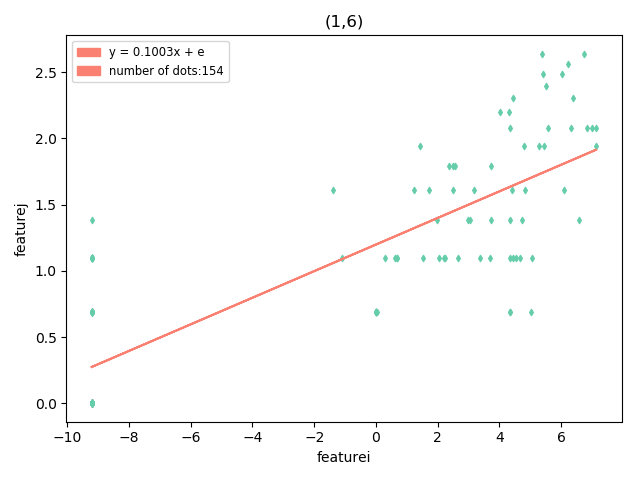 (1,6)
y = 0.1003x + e
number of dots:154
2.5
2.0
1.5
1.0
0.5
0.0
featurej
−10 −8 −6 −4 −2 0 2 4 6
featurei